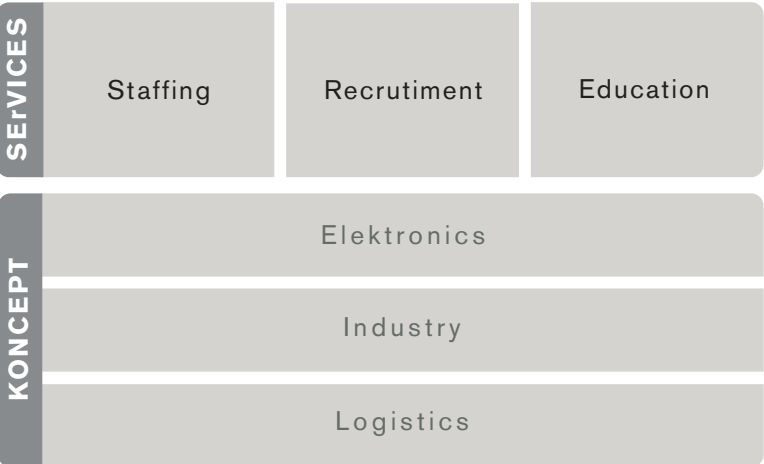 SErVICES
Staffing
Recrutiment
Education
KONCEPT
Elektronics
Industry
Logistics